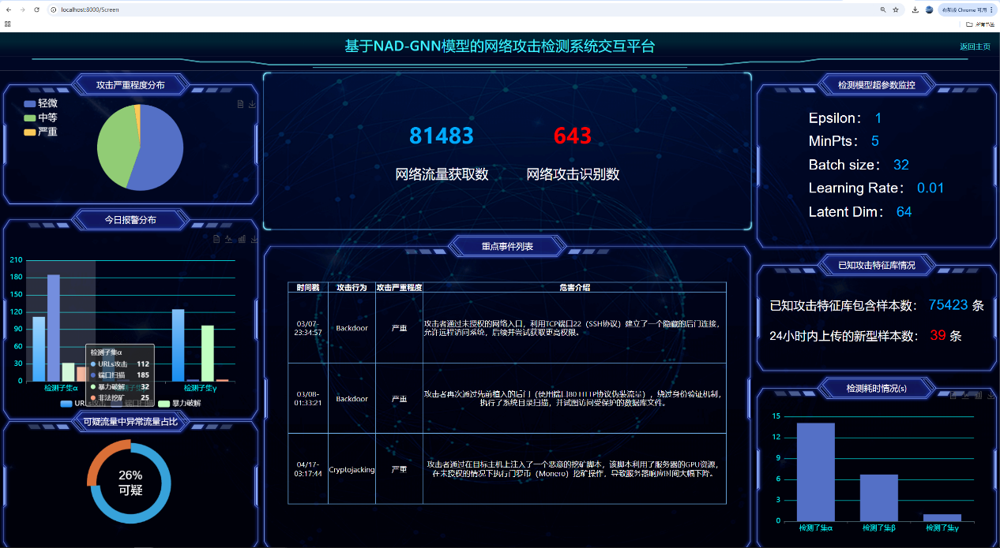 localhost:8000/Screen
有新版 Chrome 可用
所有书签
基于NAD-GNN模型的网络攻击检测系统交互平台
返回主页
攻击严重程度分布
轻微
中等
严重
今日报警分布
210
180
150
120
90
60
30
0
检测子集α
URLs攻击 112
端口扫描 185
暴力破解 32
非法挖矿 25
检测子集α
检测子集γ
暴力破解
可疑流量中异常流量占比
26%
可疑
81483
643
网络流量获取数
网络攻击识别数
重点事件列表
时间戳 攻击行为 攻击严重程度 危害介绍
03/07-
23:34:57
Backdoor
严重
攻击者通过未授权的网络入口，利用TCP端口22（SSH协议）建立了一个隐藏的后门连接，
允许远程访问系统，后续并尝试获取更高权限。
03/08-
01:33:21
Backdoor
严重
攻击者再次通过先前植入的后门（使用端口80 HTTP协议伪装流量），绕过身份验证机制，
执行了系统目录扫描，并试图访问受保护的数据库文件。
04/17-
03:17:44
Cryptojacking
严重
攻击者通过在目标主机上注入了一个恶意的挖矿脚本，该脚本利用了服务器的GPU资源，
在未授权的情况下执行门罗币（Monero）挖矿操作，导致服务器响应时间大幅下降。
检测模型超参数监控
Epsilon： 1
MinPts： 5
Batch size： 32
Learning Rate： 0.01
Latent Dim： 64
已知攻击特征库情况
已知攻击特征库包含样本数： 75423 条
24小时内上传的新型样本数： 39 条
检测耗时情况(s)
15
12
9
6
3
0
检测子集α
检测子集β
检测子集γ